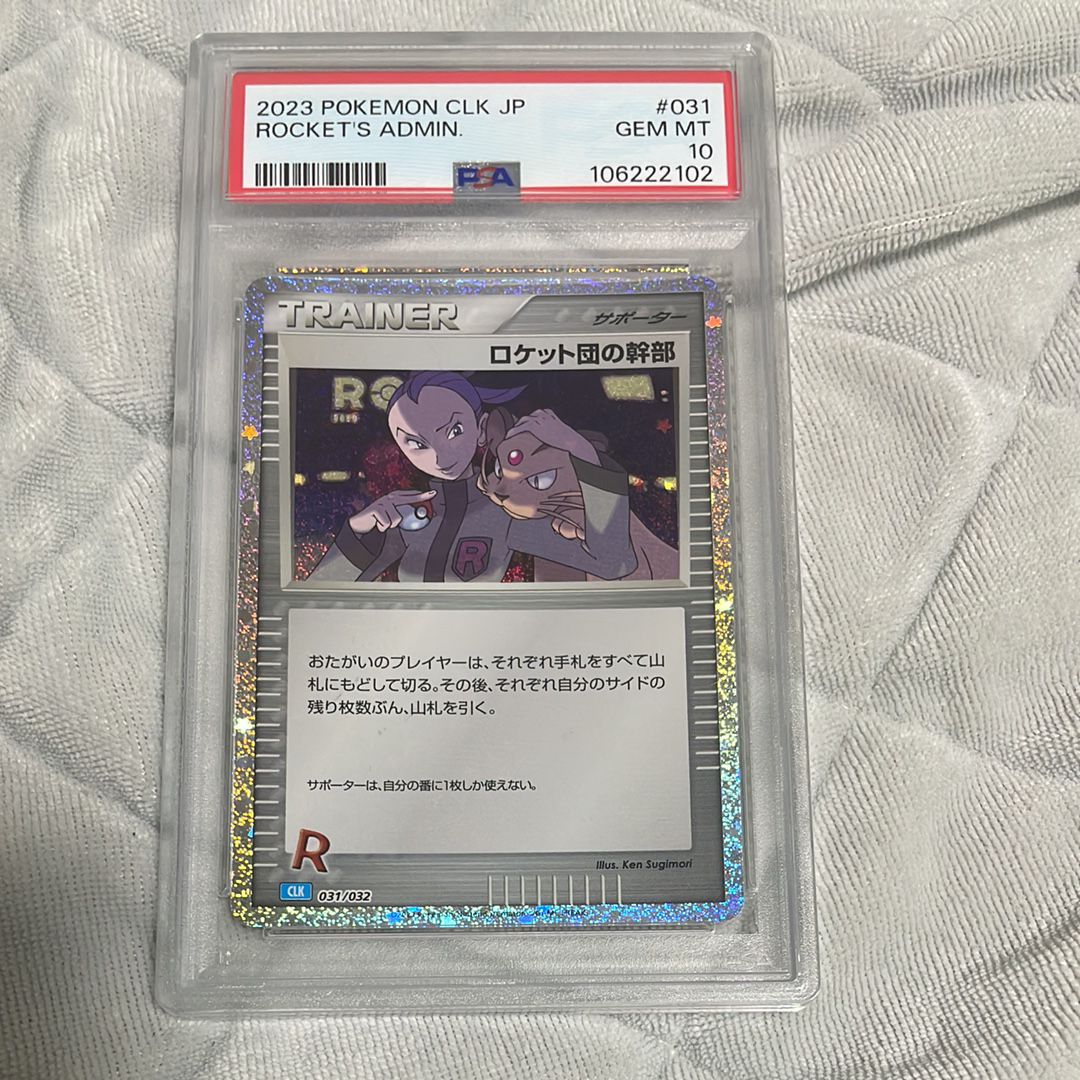 2023 POKEMON CLK JP #031
ROCKET'S ADMIN. GEM MT
10
PSA 106222102
TRAINER サポーター
ロケット団の幹部
R
R
おたがいのプレイヤーは、それぞれ手札をすべて山
札にもどして切る。その後、それぞれ自分のサイドの
残り枚数ぶん、山札を引く。
サポーターは、自分の番に1枚しか使えない。
R
Illus. Ken Sugimori
CLK 031/032